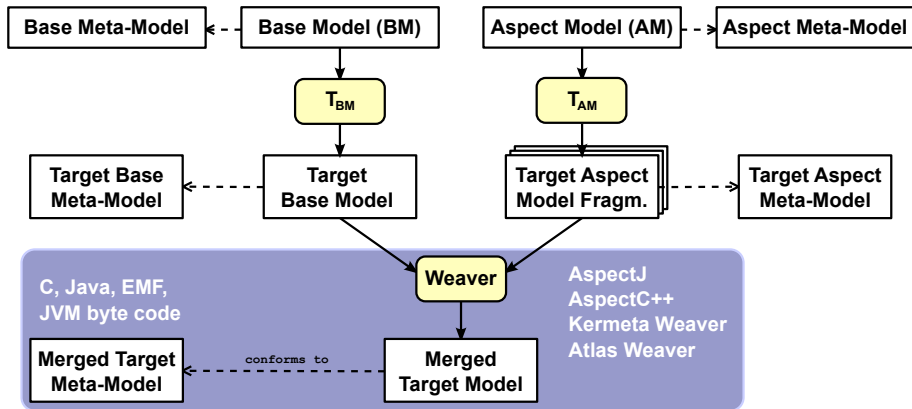 Base Meta-Model
Base Model (BM)
Aspect Model (AM)
Aspect Meta-Model
TBM
TAM
Target Base
Meta-Model
Target
Base Model
Target Aspect
Model Fragm.
Target Aspect
Meta-Model
C, Java, EMF,
JVM byte code
Weaver
AspectJ
AspectC++
Kermeta Weaver
Atlas Weaver
Merged Target
Meta-Model
conforms to
Merged
Target Model